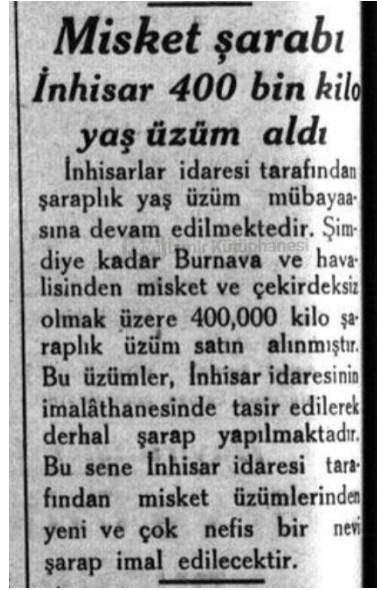 Misket şarabı
İnhisar 400 bin kilo
yaş üzüm aldı
İnhisarlar idaresi tarafından
şaraplık yaş üzüm mübayaa-
sına devam edilmektedir. Şim-
diye kadar Burnava ve hava-
lisinden misket ve çekirdeksiz
olmak üzere 400,000 kilo şa-
raplık üzüm satın alınmıştır.
Bu üzümler, İnhisar idaresinin
imalâthanesinde tasir edilerek
derhal şarap yapılmaktadır.
Bu sene İnhisar idaresi tara-
fından misket üzümlerinden
yeni ve çok nefis bir nevi
şarap imal edilecektir.